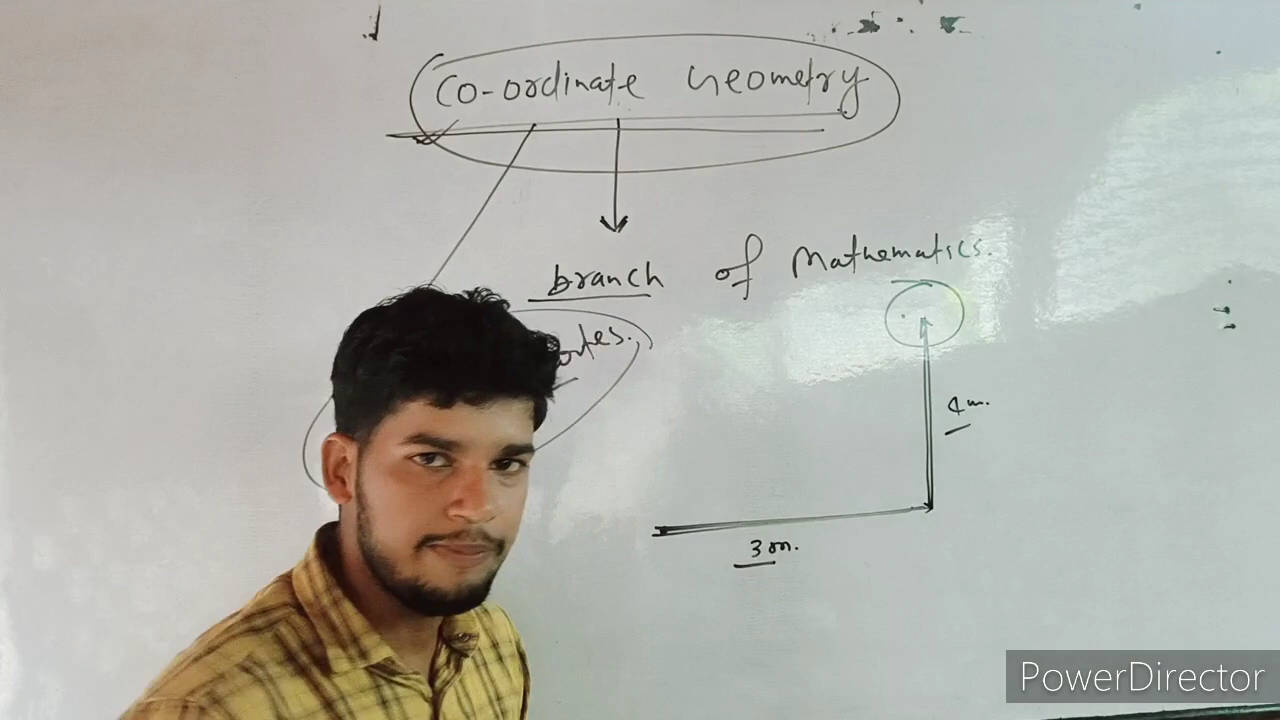 Co-ordinate Geometry
branch of Mathematics.
4m.
3m.
PowerDirector